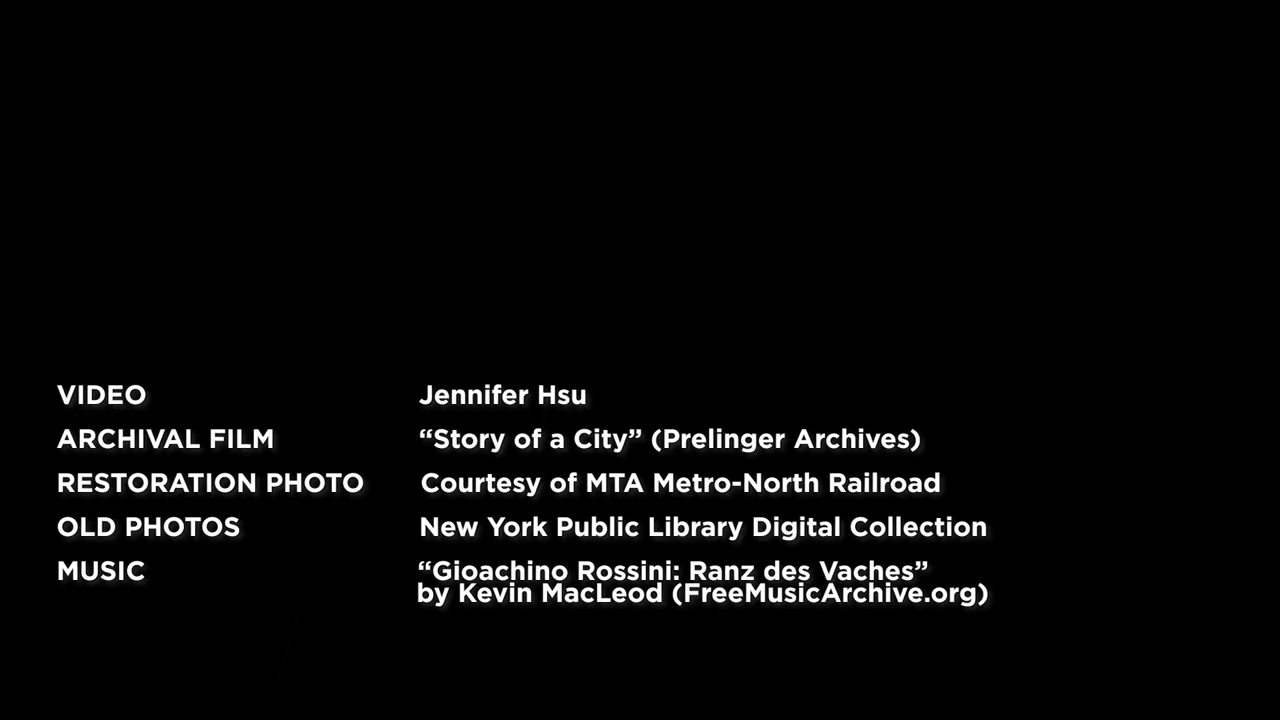 VIDEO Jennifer Hsu
ARCHIVAL FILM “Story of a City” (Prelinger Archives)
RESTORATION PHOTO Courtesy of MTA Metro-North Railroad
OLD PHOTOS New York Public Library Digital Collection
MUSIC “Gioachino Rossini: Ranz des Vaches”
by Kevin MacLeod (FreeMusicArchive.org)